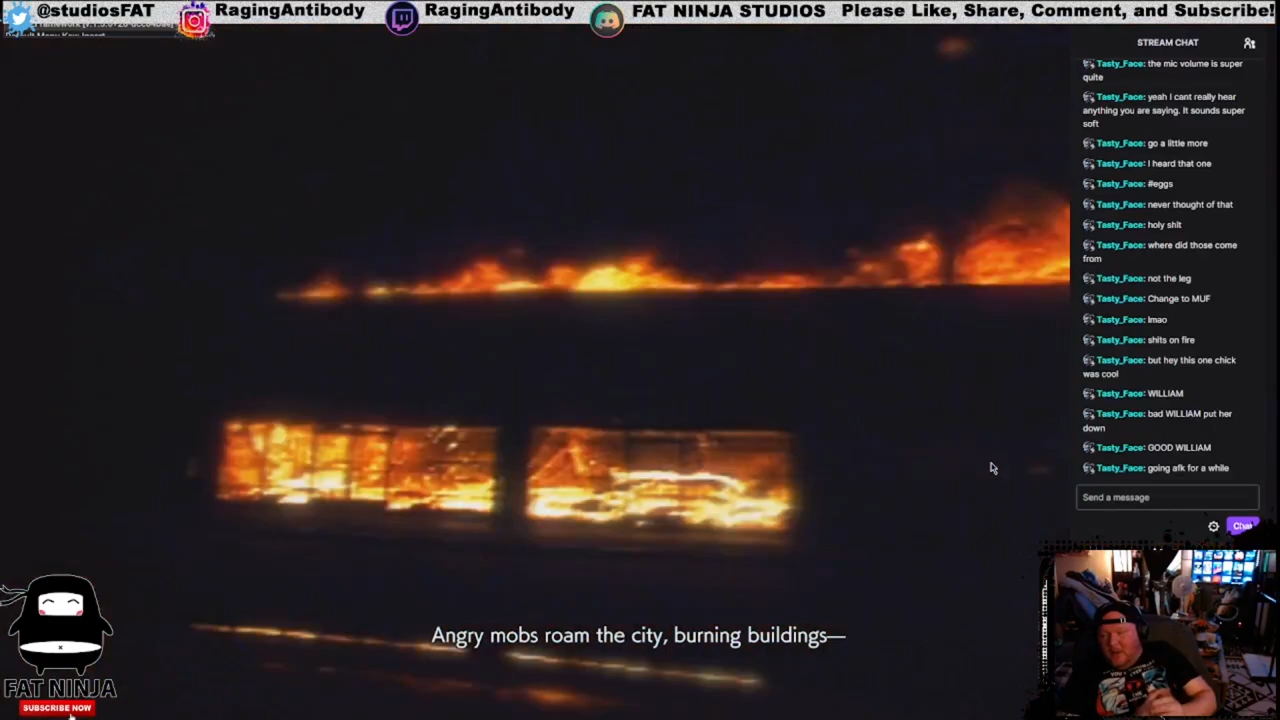 @studiosFAT RagingAntibody RagingAntibody FAT NINJA STUDIOS Please Like, Share, Comment, and Subscribe!
STREAM CHAT
Tasty_Face: the mic volume is super
quite
Tasty_Face: yeah I cant really hear
anything you are saying. It sounds super
soft
Tasty_Face: go a little more
Tasty_Face: I heard that one
Tasty_Face: #eggs
Tasty_Face: never thought of that
Tasty_Face: holy shit
Tasty_Face: where did those come
from
Tasty_Face: not the leg
Tasty_Face: Change to MUF
Tasty_Face: lmao
Tasty_Face: shits on fire
Tasty_Face: but hey this one chick
was cool
Tasty_Face: WILLIAM
Tasty_Face: bad WILLIAM put her
down
Tasty_Face: GOOD WILLIAM
Tasty_Face: going afk for a while
Send a message
Chat
Angry mobs roam the city, burning buildings—
FAT NINJA
SUBSCRIBE NOW